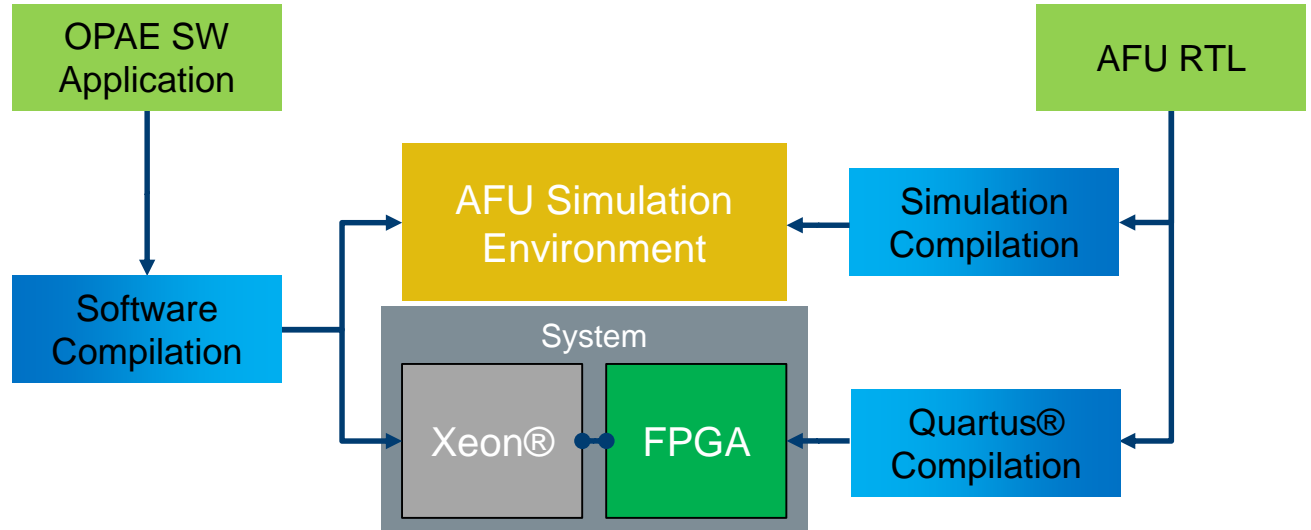 OPAE SW
Application
AFU RTL
AFU Simulation
Environment
Simulation
Compilation
Software
Compilation
System
Xeon®
FPGA
Quartus®
Compilation